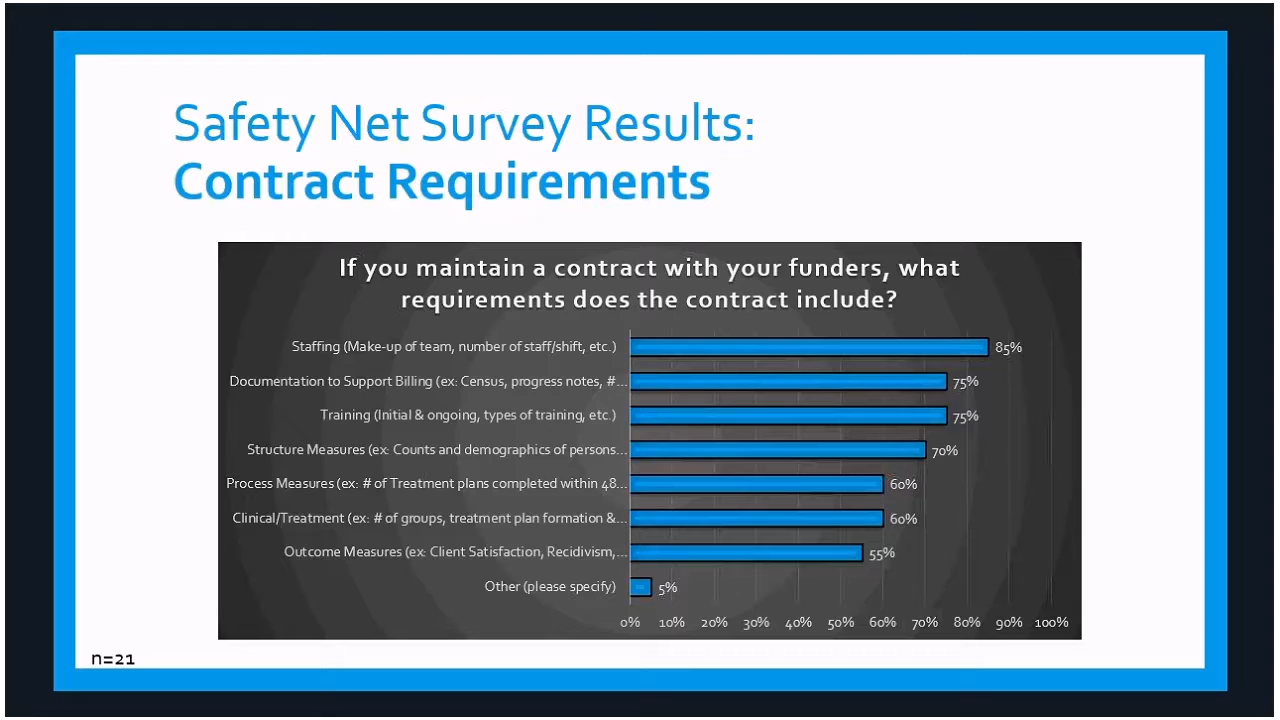 Safety Net Survey Results:
Contract Requirements
If you maintain a contract with your funders, what
requirements does the contract include?
Staffing (Make-up of team, number of staff/shift, etc.) 85%
Documentation to Support Billing (ex: Census, progress notes, #... 75%
Training (Initial & ongoing, types of training, etc.) 75%
Structure Measures (ex: Counts and demographics of persons... 70%
Process Measures (ex: # of Treatment plans completed within 48... 60%
Clinical/Treatment (ex: # of groups, treatment plan formation &... 60%
Outcome Measures (ex: Client Satisfaction, Recidivism,... 55%
Other (please specify) 5%
0% 10% 20% 30% 40% 50% 60% 70% 80% 90% 100%
n=21